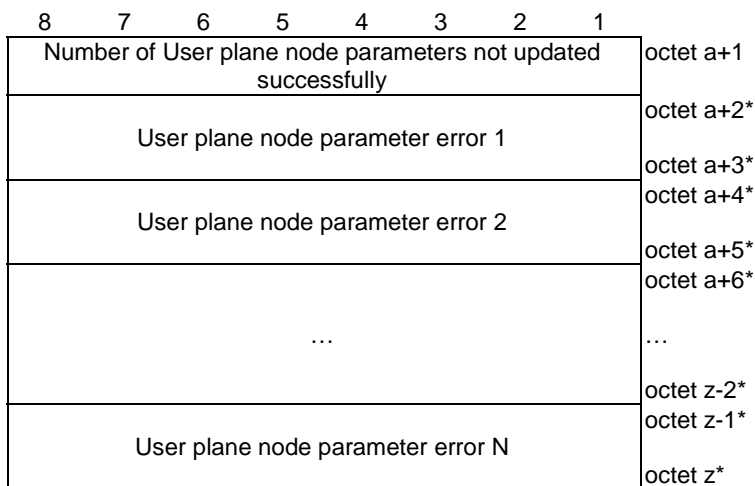 8 7 6 5 4 3 2 1
Number of User plane node parameters not updated
successfully
octet a+1
User plane node parameter error 1
octet a+2*
octet a+3*
User plane node parameter error 2
octet a+4*
octet a+5*
octet a+6*
… …
octet z-2*
User plane node parameter error N
octet z-1*
octet z*